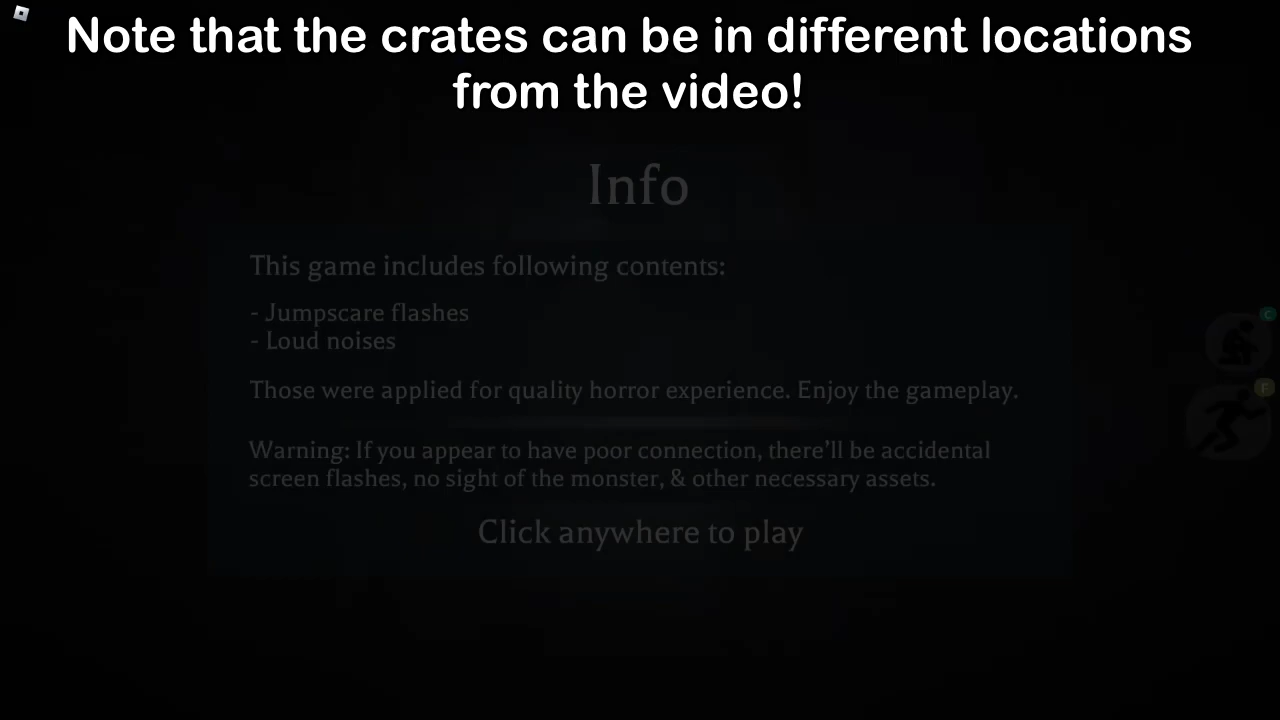 Note that the crates can be in different locations
from the video!
Info
This game includes following contents:
- Jumpscare flashes
- Loud noises
Those were applied for quality horror experience. Enjoy the gameplay.
Warning: If you appear to have poor connection, there'll be accidental
screen flashes, no sight of the monster, & other necessary assets.
Click anywhere to play
C
F